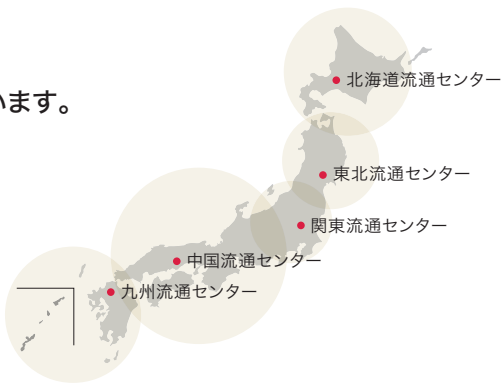 います。
北海道流通センター
東北流通センター
関東流通センター
中国流通センター
九州流通センター